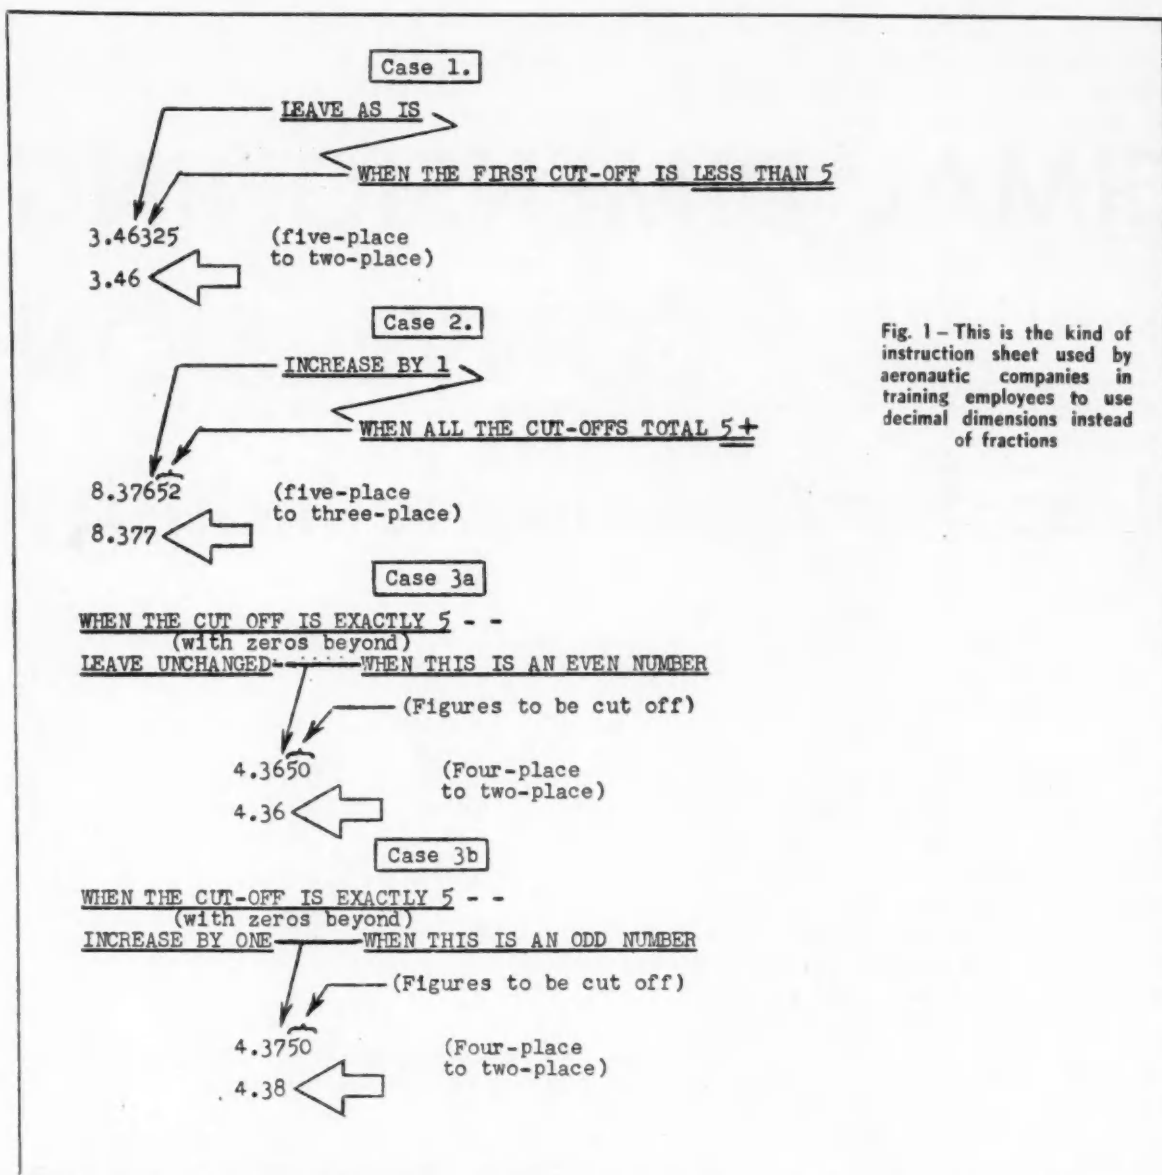 Case 1.
LEAVE AS IS
WHEN THE FIRST CUT-OFF IS LESS THAN 5
3.46325
(five-place
to two-place)
3.46
Case 2.
INCREASE BY 1
WHEN ALL THE CUT-OFFS TOTAL 5+
8.37652
(five-place
to three-place)
8.377
Fig. 1 – This is the kind of
instruction sheet used by
aeronautic companies in
training employees to use
decimal dimensions instead
of fractions
Case 3a
WHEN THE CUT OFF IS EXACTLY 5 - -
(with zeros beyond)
LEAVE UNCHANGED WHEN THIS IS AN EVEN NUMBER
(Figures to be cut off)
4.3650
(Four-place
to two-place)
4.36
Case 3b
WHEN THE CUT-OFF IS EXACTLY 5 - -
(with zeros beyond)
INCREASE BY ONE WHEN THIS IS AN ODD NUMBER
(Figures to be cut off)
4.3750
(Four-place
to two-place)
4.38